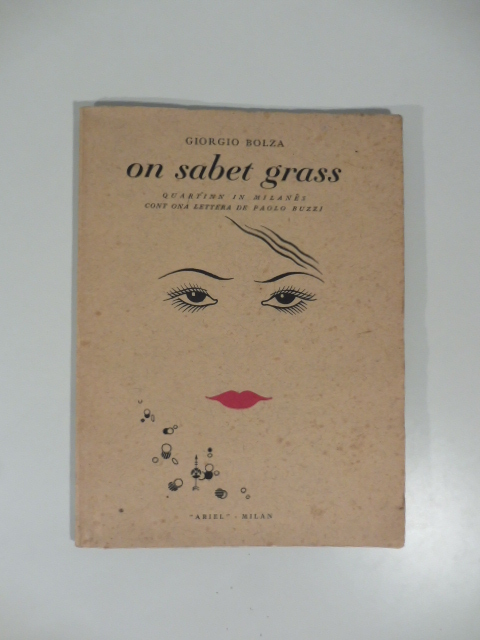 GIORGIO BOLZA
on sabet grass
QUARTINN IN MILANÈS
CONT ONA LETTERA DE PAOLO BUZZI
"ARIEL" - MILAN